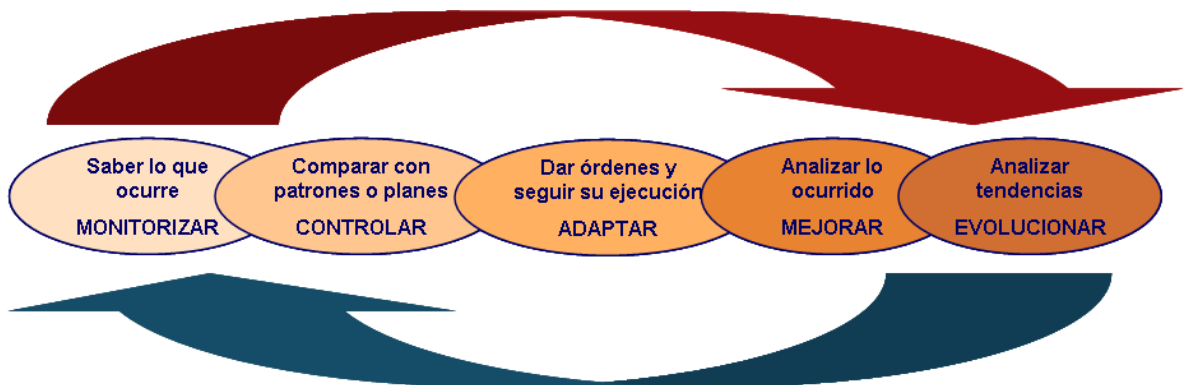 Saber lo que
ocurre
MONITORIZAR
Comparar con
patrones o planes
CONTROLAR
Dar órdenes y
seguir su ejecución
ADAPTAR
Analizar lo
ocurrido
MEJORAR
Analizar
tendencias
EVOLUCIONAR